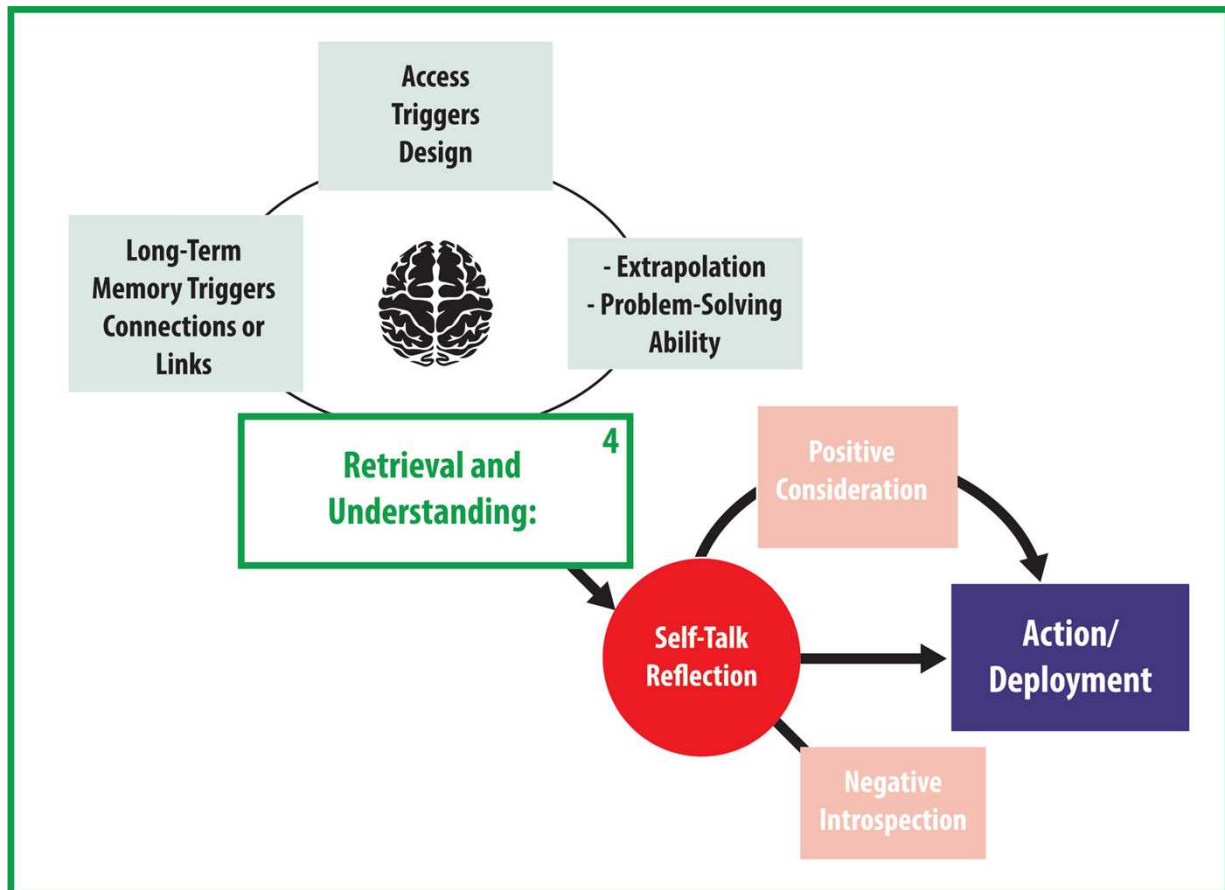 Access
Triggers
Design
Long-Term
Memory Triggers
Connections or
Links
- Extrapolation
- Problem-Solving
Ability
4
Retrieval and
Understanding:
Positive
Consideration
Self-Talk
Reflection
Action/
Deployment
Negative
Introspection